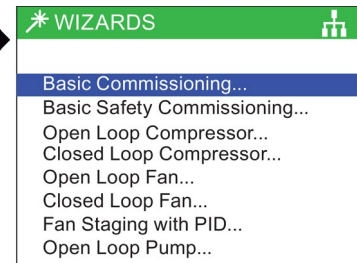 WIZARDS
Basic Commissioning...
Basic Safety Commissioning...
Open Loop Compressor...
Closed Loop Compressor...
Open Loop Fan...
Closed Loop Fan...
Fan Staging with PID...
Open Loop Pump...